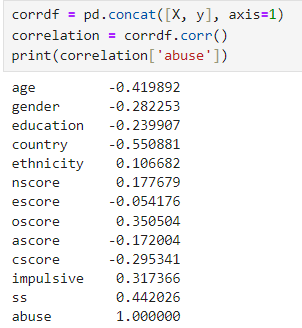 corrdf = pd.concat([X, y], axis=1)
correlation = corrdf.corr()
print(correlation['abuse'])
age -0.419892
gender -0.282253
education -0.239907
country -0.550881
ethnicity 0.106682
nscore 0.177679
escore -0.054176
oscore 0.350504
ascore -0.172004
cscore -0.295341
impulsive 0.317366
ss 0.442026
abuse 1.000000